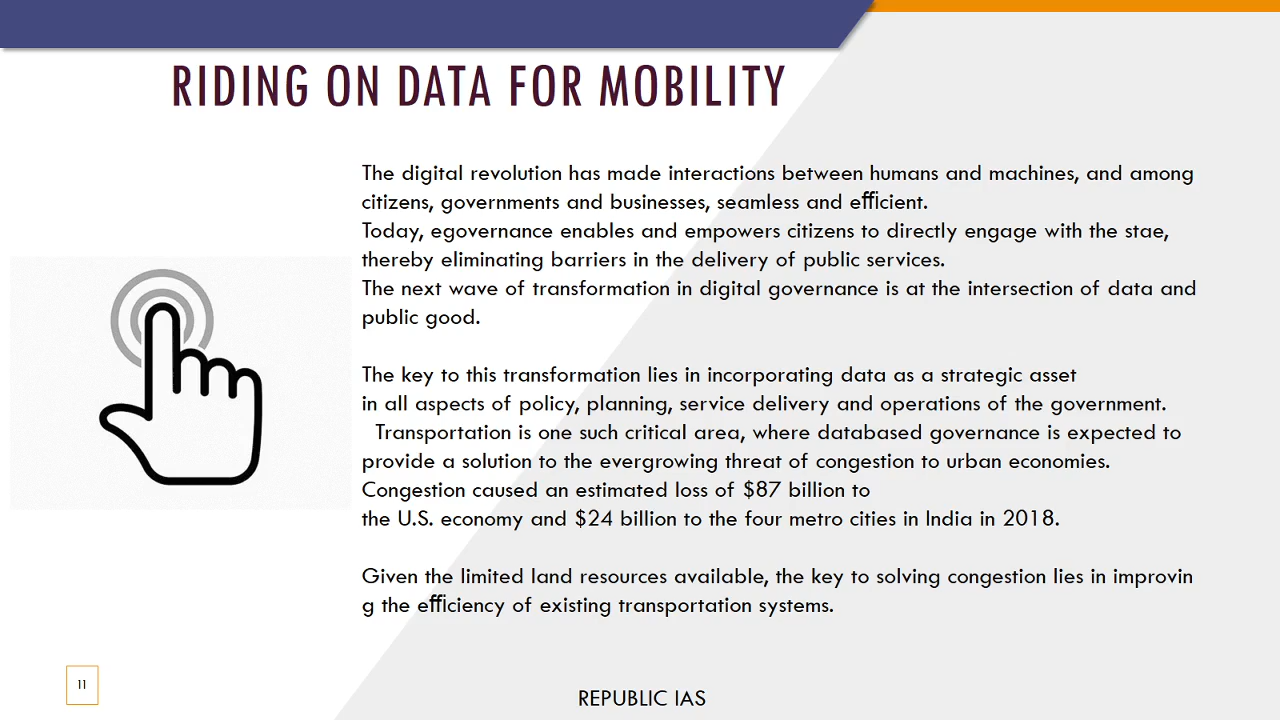 RIDING ON DATA FOR MOBILITY
The digital revolution has made interactions between humans and machines, and among
citizens, governments and businesses, seamless and efficient.
Today, egovernance enables and empowers citizens to directly engage with the stae,
thereby eliminating barriers in the delivery of public services.
The next wave of transformation in digital governance is at the intersection of data and
public good.
The key to this transformation lies in incorporating data as a strategic asset
in all aspects of policy, planning, service delivery and operations of the government.
Transportation is one such critical area, where databased governance is expected to
provide a solution to the evergrowing threat of congestion to urban economies.
Congestion caused an estimated loss of $87 billion to
the U.S. economy and $24 billion to the four metro cities in India in 2018.
Given the limited land resources available, the key to solving congestion lies in improvin
g the efficiency of existing transportation systems.
11
REPUBLIC IAS